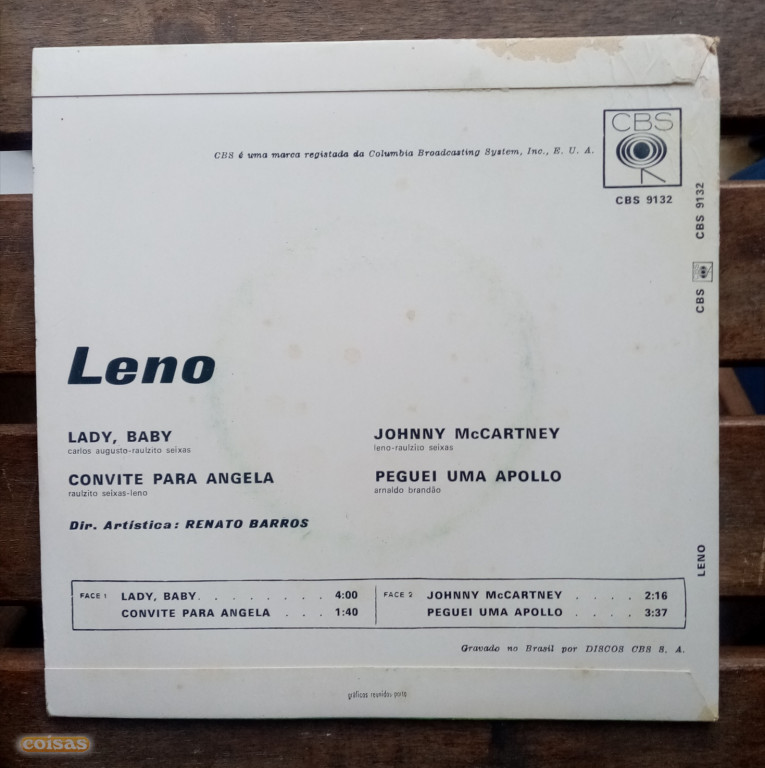 CBS é uma marca registada da Columbia Broadcasting System, Inc., E. U. A.
CBS
CBS 9132
CBS 9132
CBS
LENO
Leno
LADY, BABY
carlos augusto-raulzito seixas
CONVITE PARA ANGELA
raulzito seixas-leno
Dir. Artística: RENATO BARROS
JOHNNY McCARTNEY
leno-raulzito seixas
PEGUEI UMA APOLLO
arnaldo brandão
FACE 1 LADY, BABY. . . . . . . . 4:00
CONVITE PARA ANGELA . . . 1:40
FACE 2 JOHNNY McCARTNEY . . . . 2:16
PEGUEI UMA APOLLO . . . . 3:37
Gravado no Brasil por DISCOS CBS S. A.
gráficos reunidos porto
coisas